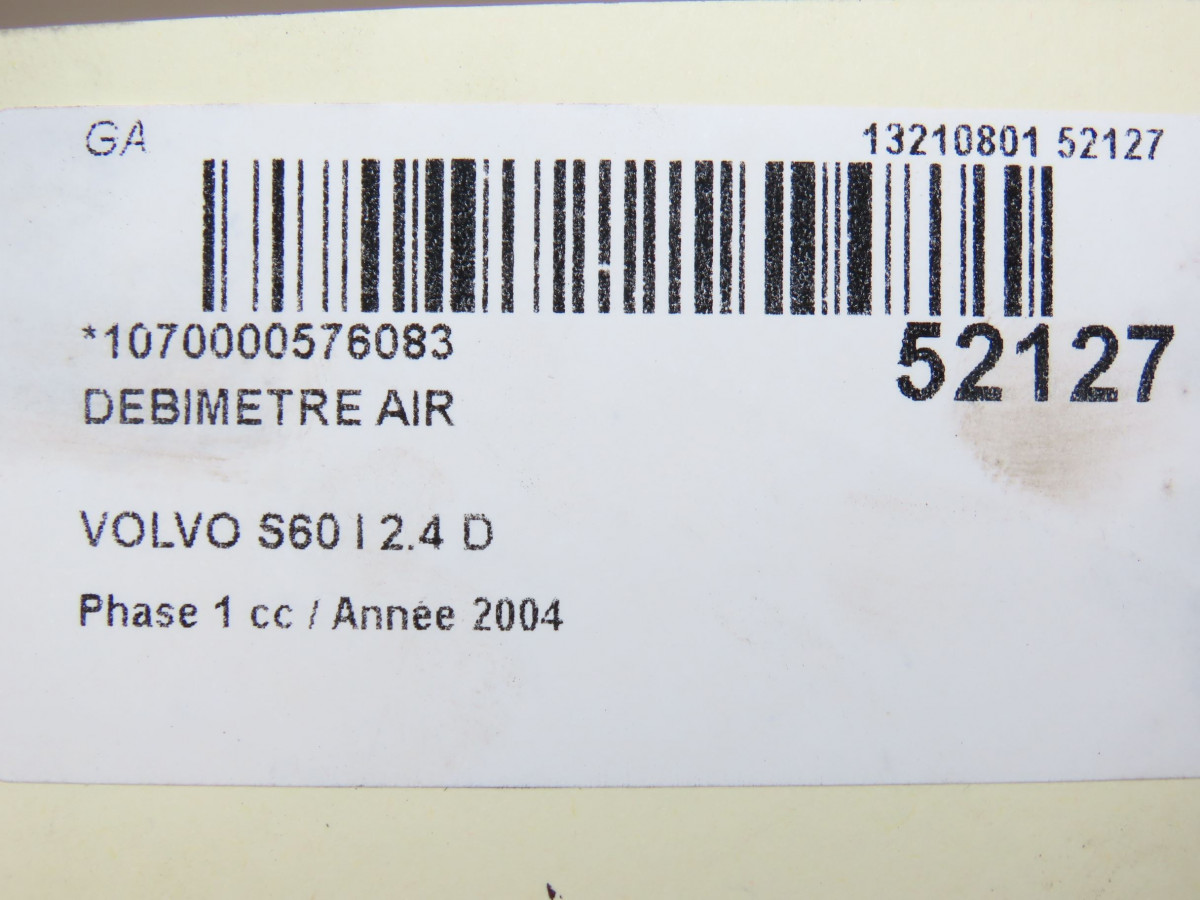 GA 13210801 52127
*1070000576083 52127
DEBIMETRE AIR
VOLVO S60 I 2.4 D
Phase 1 cc / Année 2004